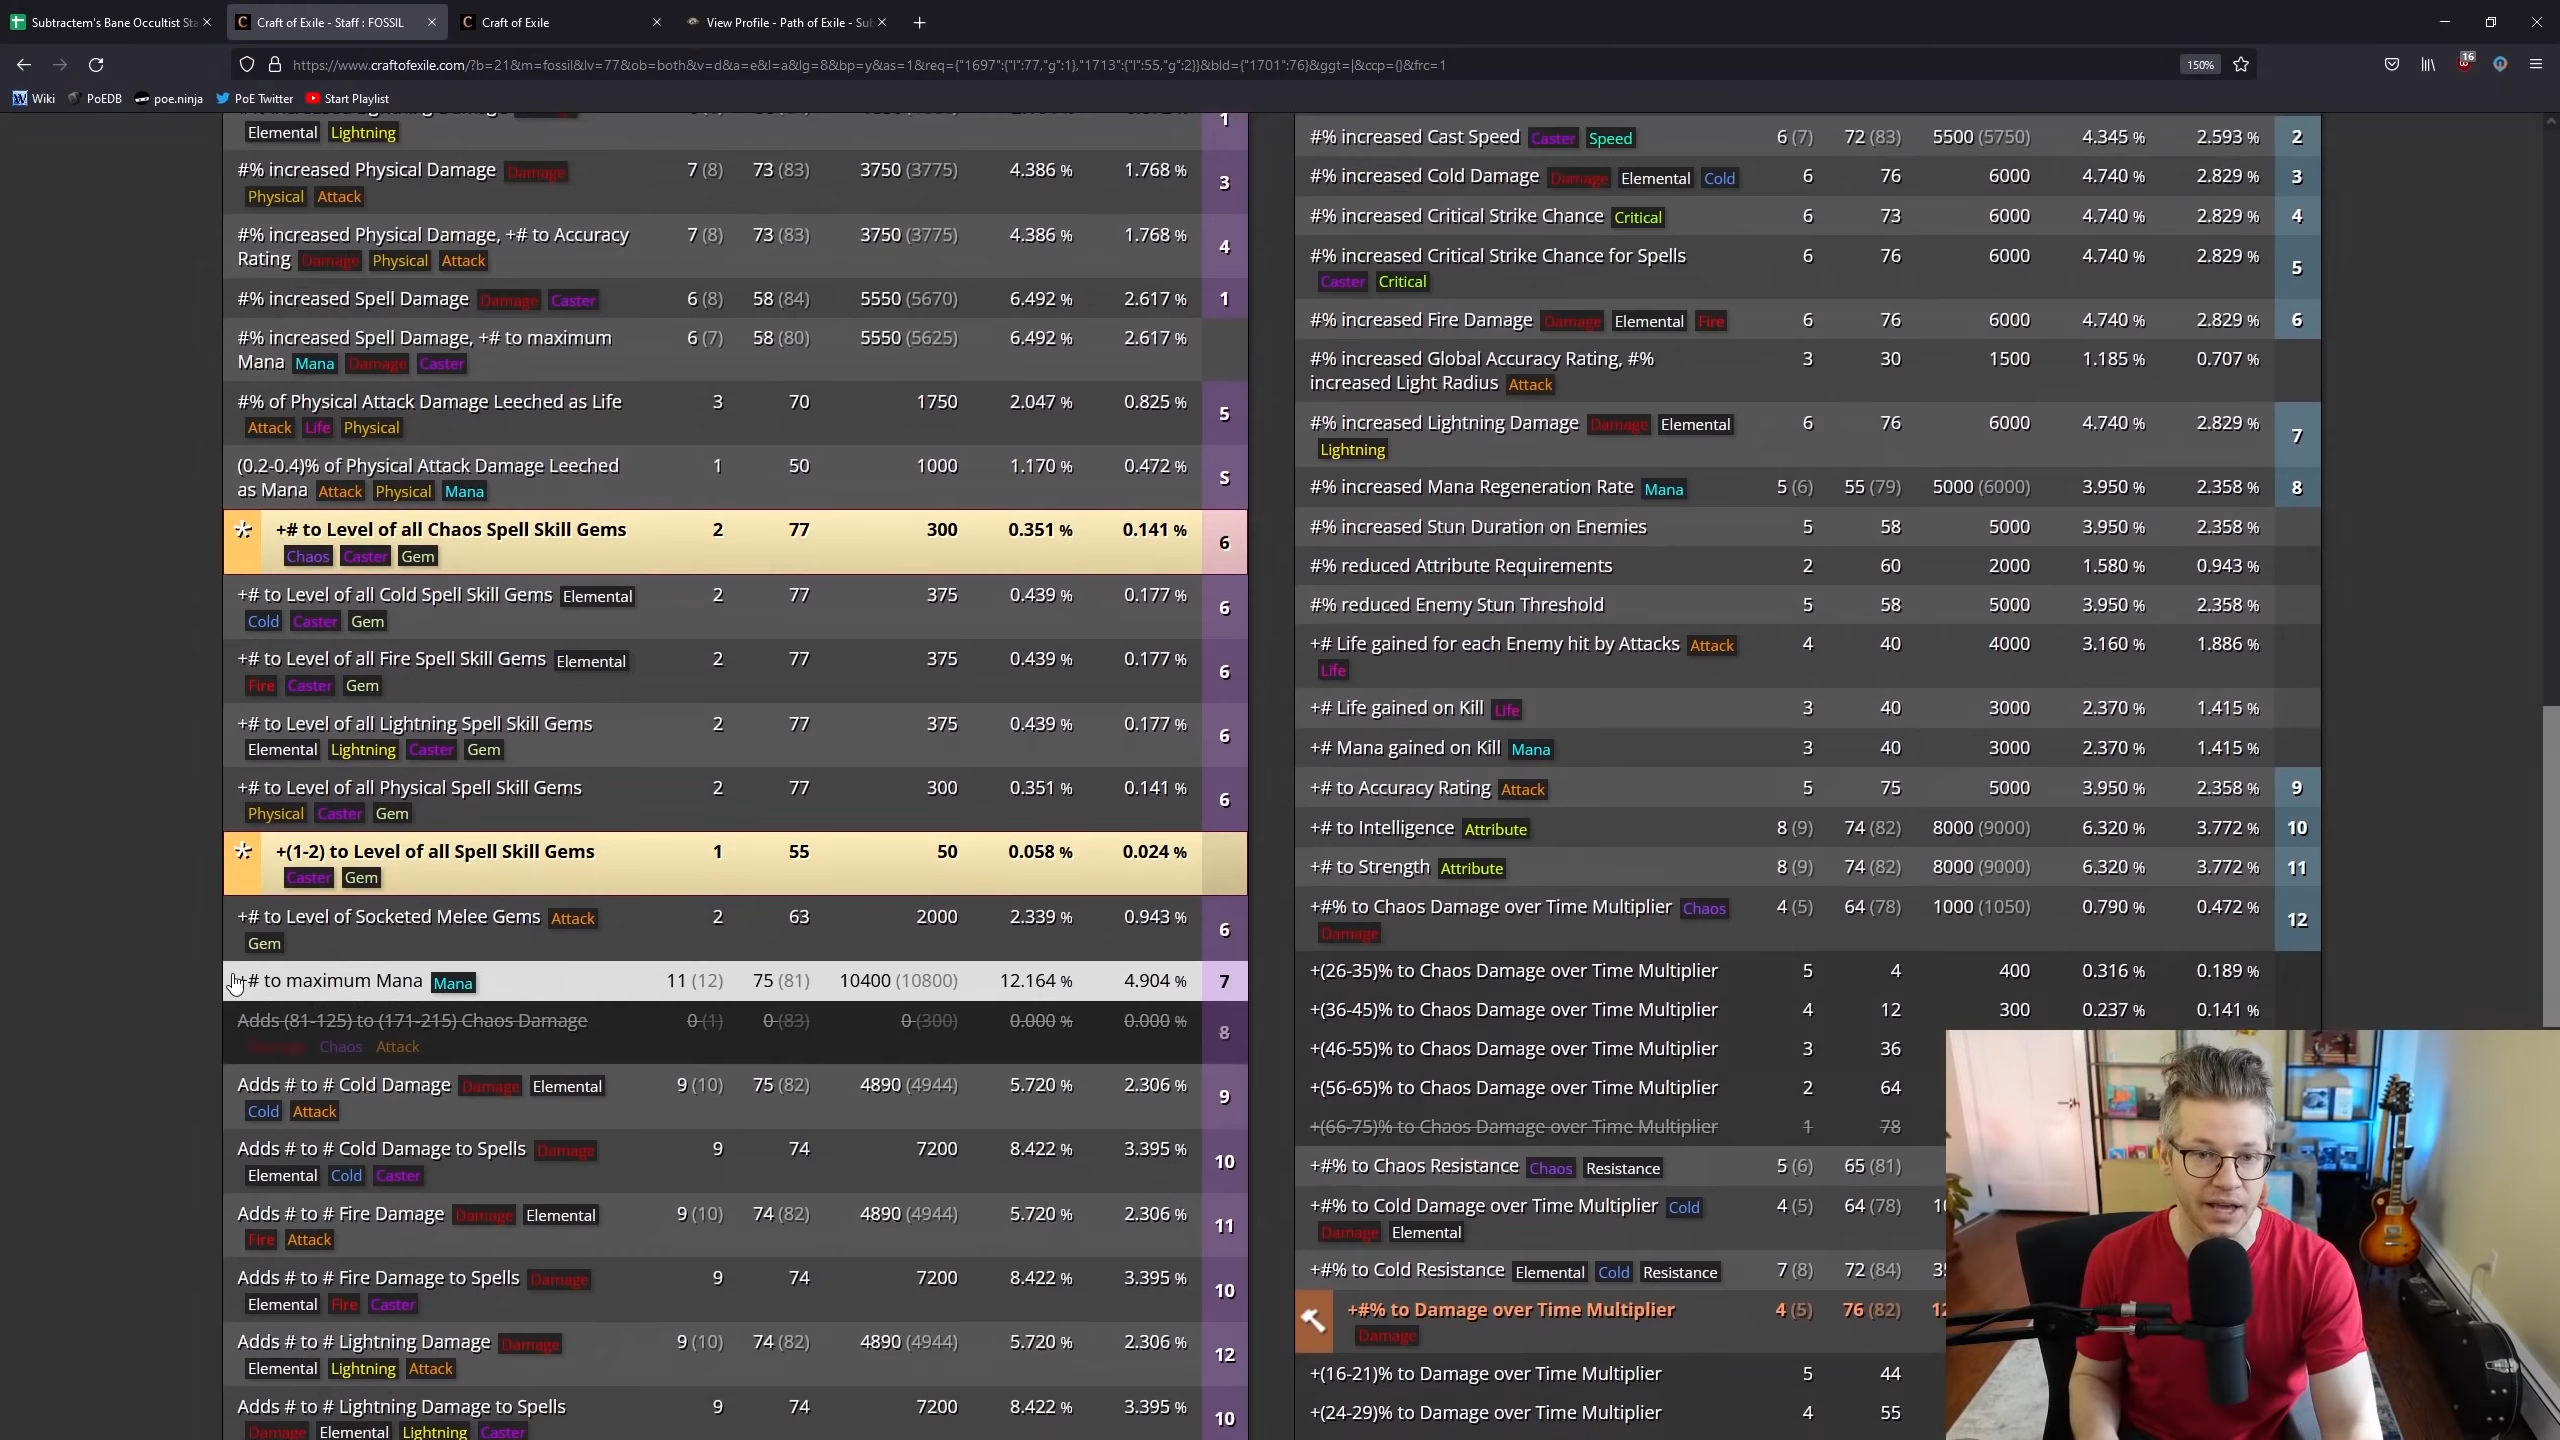 Subtractem's Bane Occultist Sta
Craft of Exile - Staff : FOSSIL
Craft of Exile
View Profile - Path of Exile - Sub
https://www.craftofexile.com/?b=21&m=fossil&lv=77&ob=both&v=d&a=e&l=a&lg=8&bp=y&as=1&req={"1697":{"l":77,"g":1},"1713":{"l":55,"g":2}}&bld={"1701":76}&ggt=|&ccp={}&frc=1
150%
16
Wiki PoEDB poe.ninja PoE Twitter Start Playlist
1
Elemental Lightning
#% increased Physical Damage Damage 7 (8) 73 (83) 3750 (3775) 4.386 % 1.768 % 3
Physical Attack
#% increased Physical Damage, +# to Accuracy 7 (8) 73 (83) 3750 (3775) 4.386 % 1.768 % 4
Rating Damage Physical Attack
#% increased Spell Damage Damage Caster 6 (8) 58 (84) 5550 (5670) 6.492 % 2.617 % 1
#% increased Spell Damage, +# to maximum 6 (7) 58 (80) 5550 (5625) 6.492 % 2.617 %
Mana Mana Damage Caster
#% of Physical Attack Damage Leeched as Life 3 70 1750 2.047 % 0.825 % 5
Attack Life Physical
(0.2-0.4)% of Physical Attack Damage Leeched 1 50 1000 1.170 % 0.472 % S
as Mana Attack Physical Mana
* +# to Level of all Chaos Spell Skill Gems 2 77 300 0.351 % 0.141 % 6
Chaos Caster Gem
+# to Level of all Cold Spell Skill Gems Elemental 2 77 375 0.439 % 0.177 % 6
Cold Caster Gem
+# to Level of all Fire Spell Skill Gems Elemental 2 77 375 0.439 % 0.177 % 6
Fire Caster Gem
+# to Level of all Lightning Spell Skill Gems 2 77 375 0.439 % 0.177 % 6
Elemental Lightning Caster Gem
+# to Level of all Physical Spell Skill Gems 2 77 300 0.351 % 0.141 % 6
Physical Caster Gem
* +(1-2) to Level of all Spell Skill Gems 1 55 50 0.058 % 0.024 %
Caster Gem
+# to Level of Socketed Melee Gems Attack 2 63 2000 2.339 % 0.943 % 6
Gem
+# to maximum Mana Mana 11 (12) 75 (81) 10400 (10800) 12.164 % 4.904 % 7
Adds (81-125) to (171-215) Chaos Damage 0 (1) 0 (83) 0 (300) 0.000 % 0.000 % 8
Damage Chaos Attack
Adds # to # Cold Damage Damage Elemental 9 (10) 75 (82) 4890 (4944) 5.720 % 2.306 % 9
Cold Attack
Adds # to # Cold Damage to Spells Damage 9 74 7200 8.422 % 3.395 % 10
Elemental Cold Caster
Adds # to # Fire Damage Damage Elemental 9 (10) 74 (82) 4890 (4944) 5.720 % 2.306 % 11
Fire Attack
Adds # to # Fire Damage to Spells Damage 9 74 7200 8.422 % 3.395 % 10
Elemental Fire Caster
Adds # to # Lightning Damage Damage 9 (10) 74 (82) 4890 (4944) 5.720 % 2.306 % 12
Elemental Lightning Attack
Adds # to # Lightning Damage to Spells 9 74 7200 8.422 % 3.395 % 10
Damage Elemental Lightning Caster
#% increased Cast Speed Caster Speed 6 (7) 72 (83) 5500 (5750) 4.345 % 2.593 % 2
#% increased Cold Damage Damage Elemental Cold 6 76 6000 4.740 % 2.829 % 3
#% increased Critical Strike Chance Critical 6 73 6000 4.740 % 2.829 % 4
#% increased Critical Strike Chance for Spells 6 76 6000 4.740 % 2.829 % 5
Caster Critical
#% increased Fire Damage Damage Elemental Fire 6 76 6000 4.740 % 2.829 % 6
#% increased Global Accuracy Rating, #% 3 30 1500 1.185 % 0.707 %
increased Light Radius Attack
#% increased Lightning Damage Damage Elemental 6 76 6000 4.740 % 2.829 % 7
Lightning
#% increased Mana Regeneration Rate Mana 5 (6) 55 (79) 5000 (6000) 3.950 % 2.358 % 8
#% increased Stun Duration on Enemies 5 58 5000 3.950 % 2.358 %
#% reduced Attribute Requirements 2 60 2000 1.580 % 0.943 %
#% reduced Enemy Stun Threshold 5 58 5000 3.950 % 2.358 %
+# Life gained for each Enemy hit by Attacks Attack 4 40 4000 3.160 % 1.886 %
Life
+# Life gained on Kill Life 3 40 3000 2.370 % 1.415 %
+# Mana gained on Kill Mana 3 40 3000 2.370 % 1.415 %
+# to Accuracy Rating Attack 5 75 5000 3.950 % 2.358 % 9
+# to Intelligence Attribute 8 (9) 74 (82) 8000 (9000) 6.320 % 3.772 % 10
+# to Strength Attribute 8 (9) 74 (82) 8000 (9000) 6.320 % 3.772 % 11
+#% to Chaos Damage over Time Multiplier Chaos 4 (5) 64 (78) 1000 (1050) 0.790 % 0.472 % 12
Damage
+(26-35)% to Chaos Damage over Time Multiplier 5 4 400 0.316 % 0.189 %
+(36-45)% to Chaos Damage over Time Multiplier 4 12 300 0.237 % 0.141 %
+(46-55)% to Chaos Damage over Time Multiplier 3 36
+(56-65)% to Chaos Damage over Time Multiplier 2 64
+(66-75)% to Chaos Damage over Time Multiplier 1 78
+#% to Chaos Resistance Chaos Resistance 5 (6) 65 (81)
+#% to Cold Damage over Time Multiplier Cold 4 (5) 64 (78)
Damage Elemental
+#% to Cold Resistance Elemental Cold Resistance 7 (8) 72 (84)
+#% to Damage over Time Multiplier 4 (5) 76 (82)
Damage
+(16-21)% to Damage over Time Multiplier 5 44
+(24-29)% to Damage over Time Multiplier 4 55